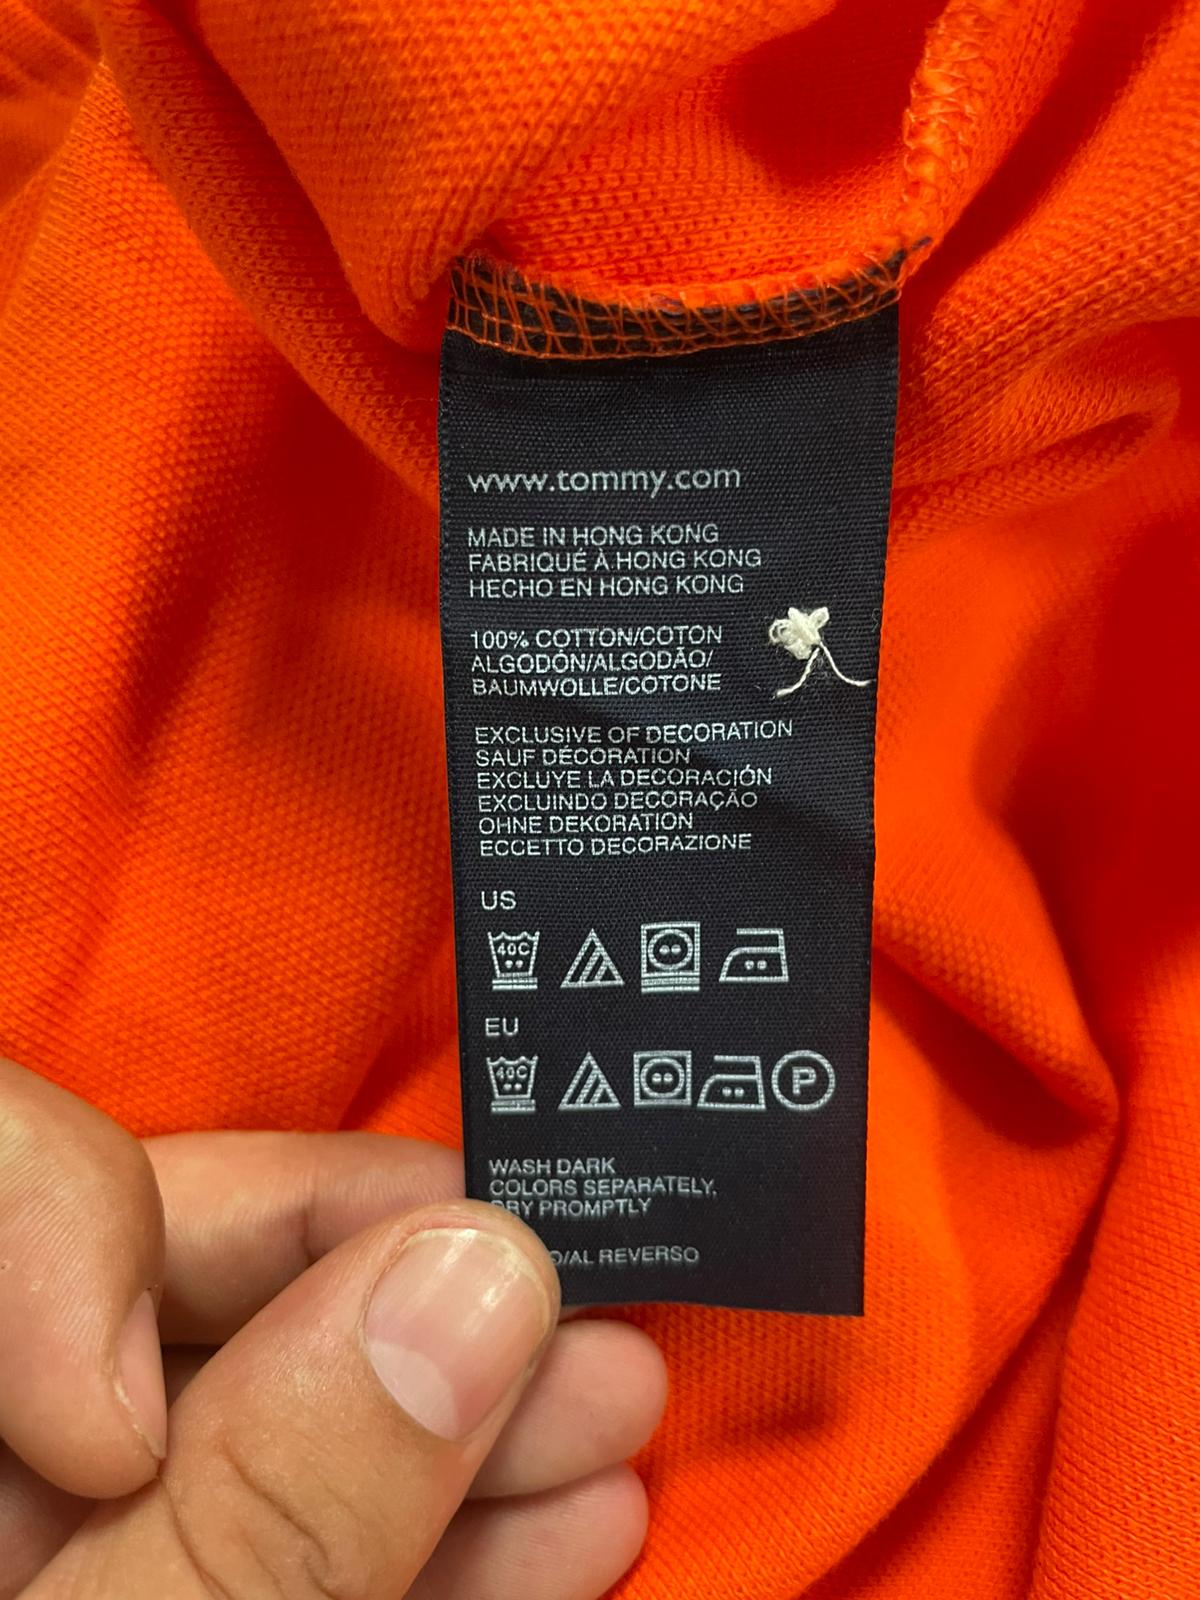 www.tommy.com
MADE IN HONG KONG
FABRIQUÉ À HONG KONG
HECHO EN HONG KONG
100% COTTON/COTON
ALGODÓN/ALGODÃO/
BAUMWOLLE/COTONE
EXCLUSIVE OF DECORATION
SAUF DÉCORATION
EXCLUYE LA DECORACIÓN
EXCLUINDO DECORAÇÃO
OHNE DEKORATION
ECCETTO DECORAZIONE
US
40C
EU
40C P
WASH DARK
COLORS SEPARATELY,
DRY PROMPTLY
/AL REVERSO